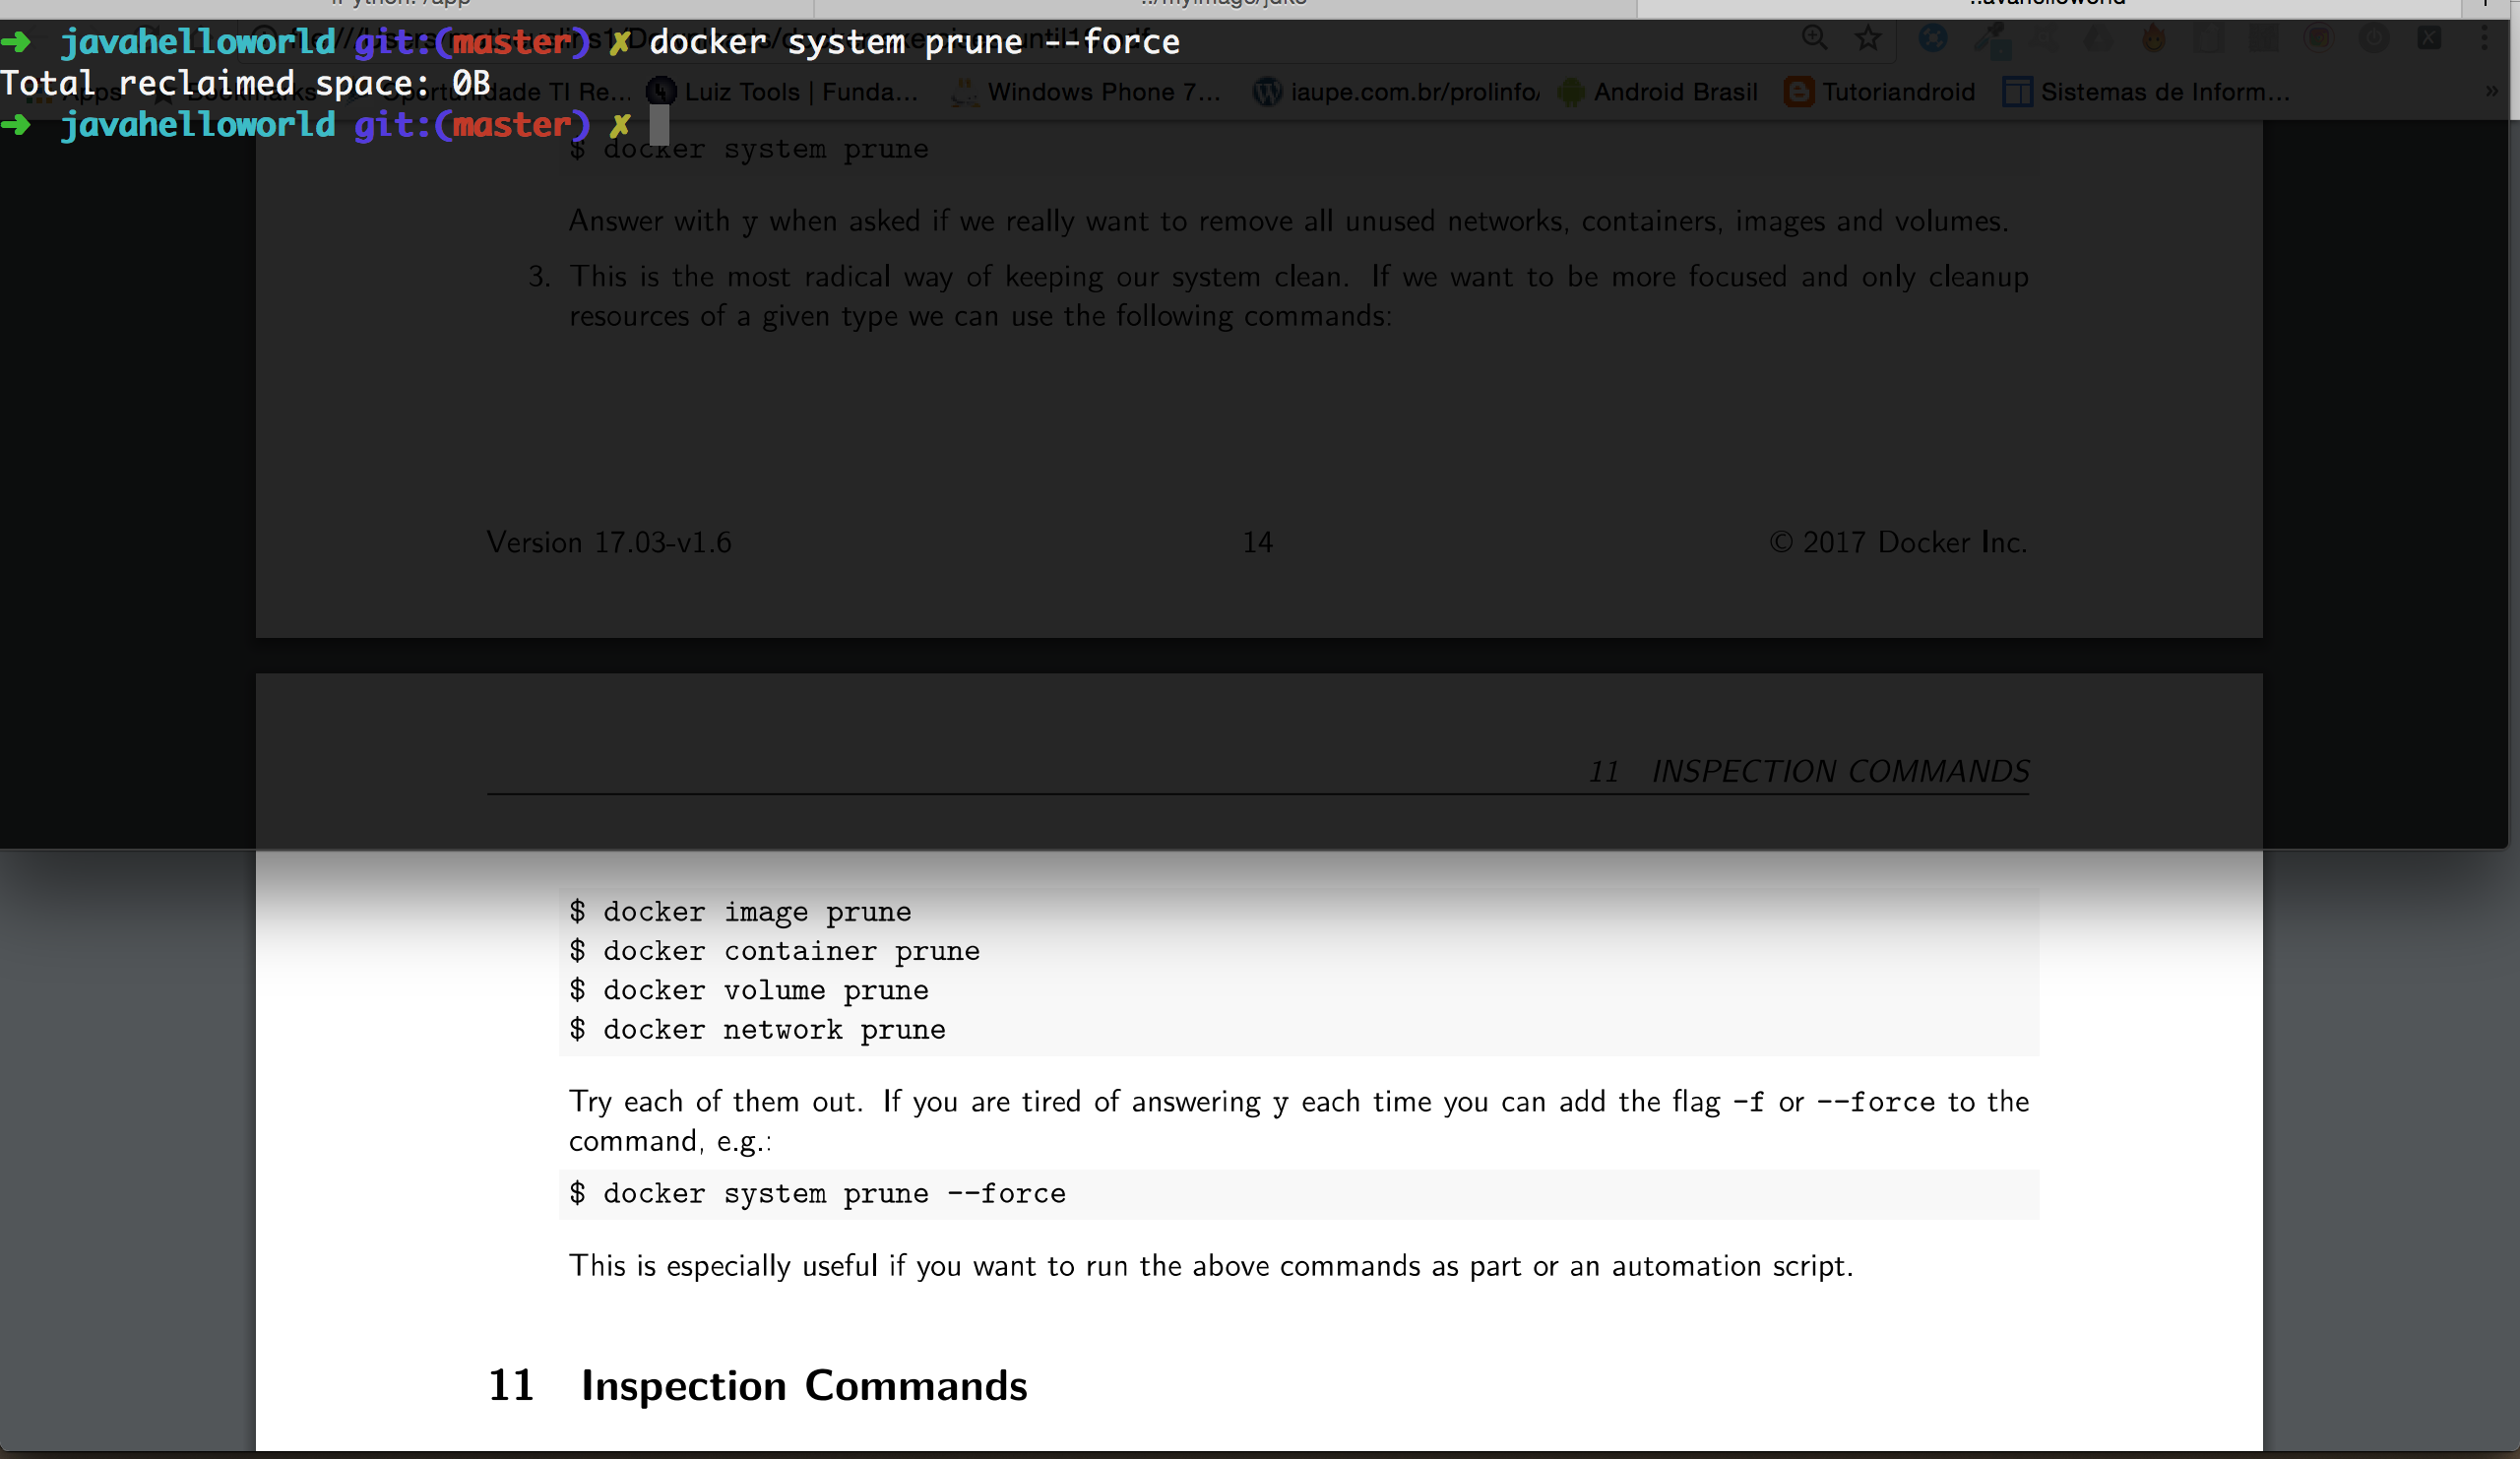 ➜ javahelloworld git:(master) ✗ docker system prune --force
Total reclaimed space: 0B
➜ javahelloworld git:(master) ✗
Luiz Tools | Funda...
Windows Phone 7...
iaupe.com.br/prolinfo/
Android Brasil
Tutoriandroid
Sistemas de Inform...
»
$ docker system prune
Answer with y when asked if we really want to remove all unused networks, containers, images and volumes.
3. This is the most radical way of keeping our system clean. If we want to be more focused and only cleanup
resources of a given type we can use the following commands:
Version 17.03-v1.6 14 © 2017 Docker Inc.
11 INSPECTION COMMANDS
$ docker image prune
$ docker container prune
$ docker volume prune
$ docker network prune
Try each of them out. If you are tired of answering y each time you can add the flag -f or --force to the
command, e.g.:
$ docker system prune --force
This is especially useful if you want to run the above commands as part or an automation script.
11 Inspection Commands